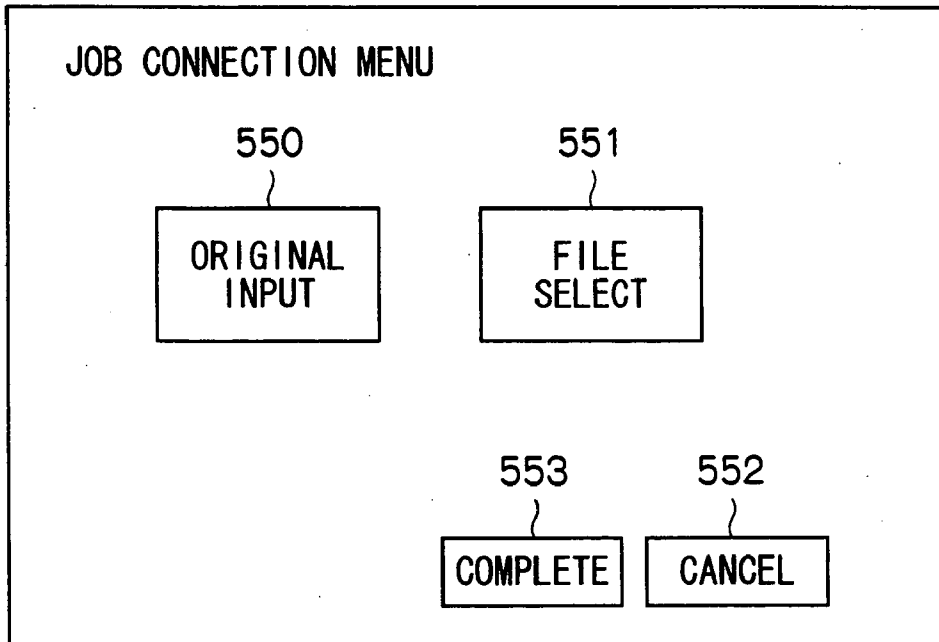 JOB CONNECTION MENU
550
551
ORIGINAL
INPUT
FILE
SELECT
553
552
COMPLETE
CANCEL